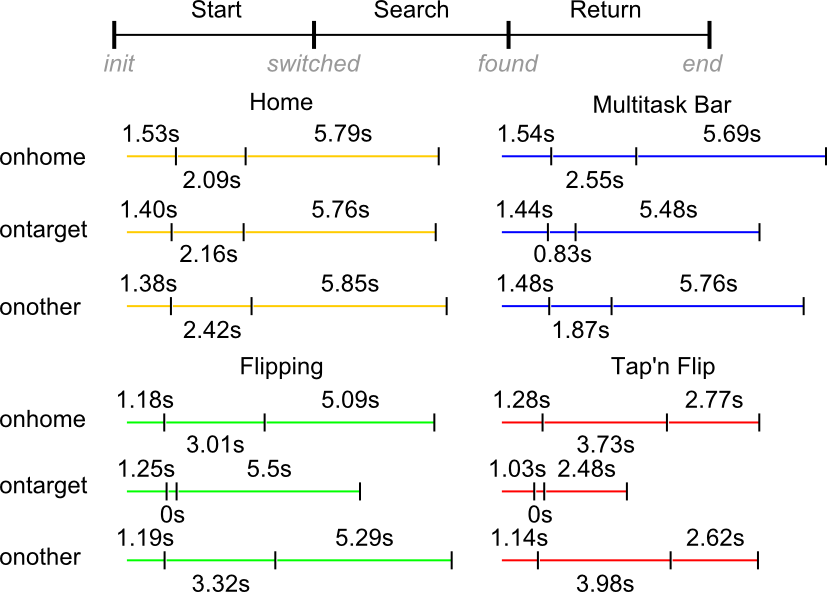 Start Search Return
init switched found end
Home Multitask Bar
1.53s 5.79s 1.54s 5.69s
onhome
2.09s 2.55s
1.40s 5.76s 1.44s 5.48s
ontarget
2.16s 0.83s
1.38s 5.85s 1.48s 5.76s
onother
2.42s 1.87s
Flipping Tap'n Flip
1.18s 5.09s 1.28s 2.77s
onhome
3.01s 3.73s
1.25s 5.5s 1.03s 2.48s
ontarget
0s 0s
1.19s 5.29s 1.14s 2.62s
onother
3.32s 3.98s